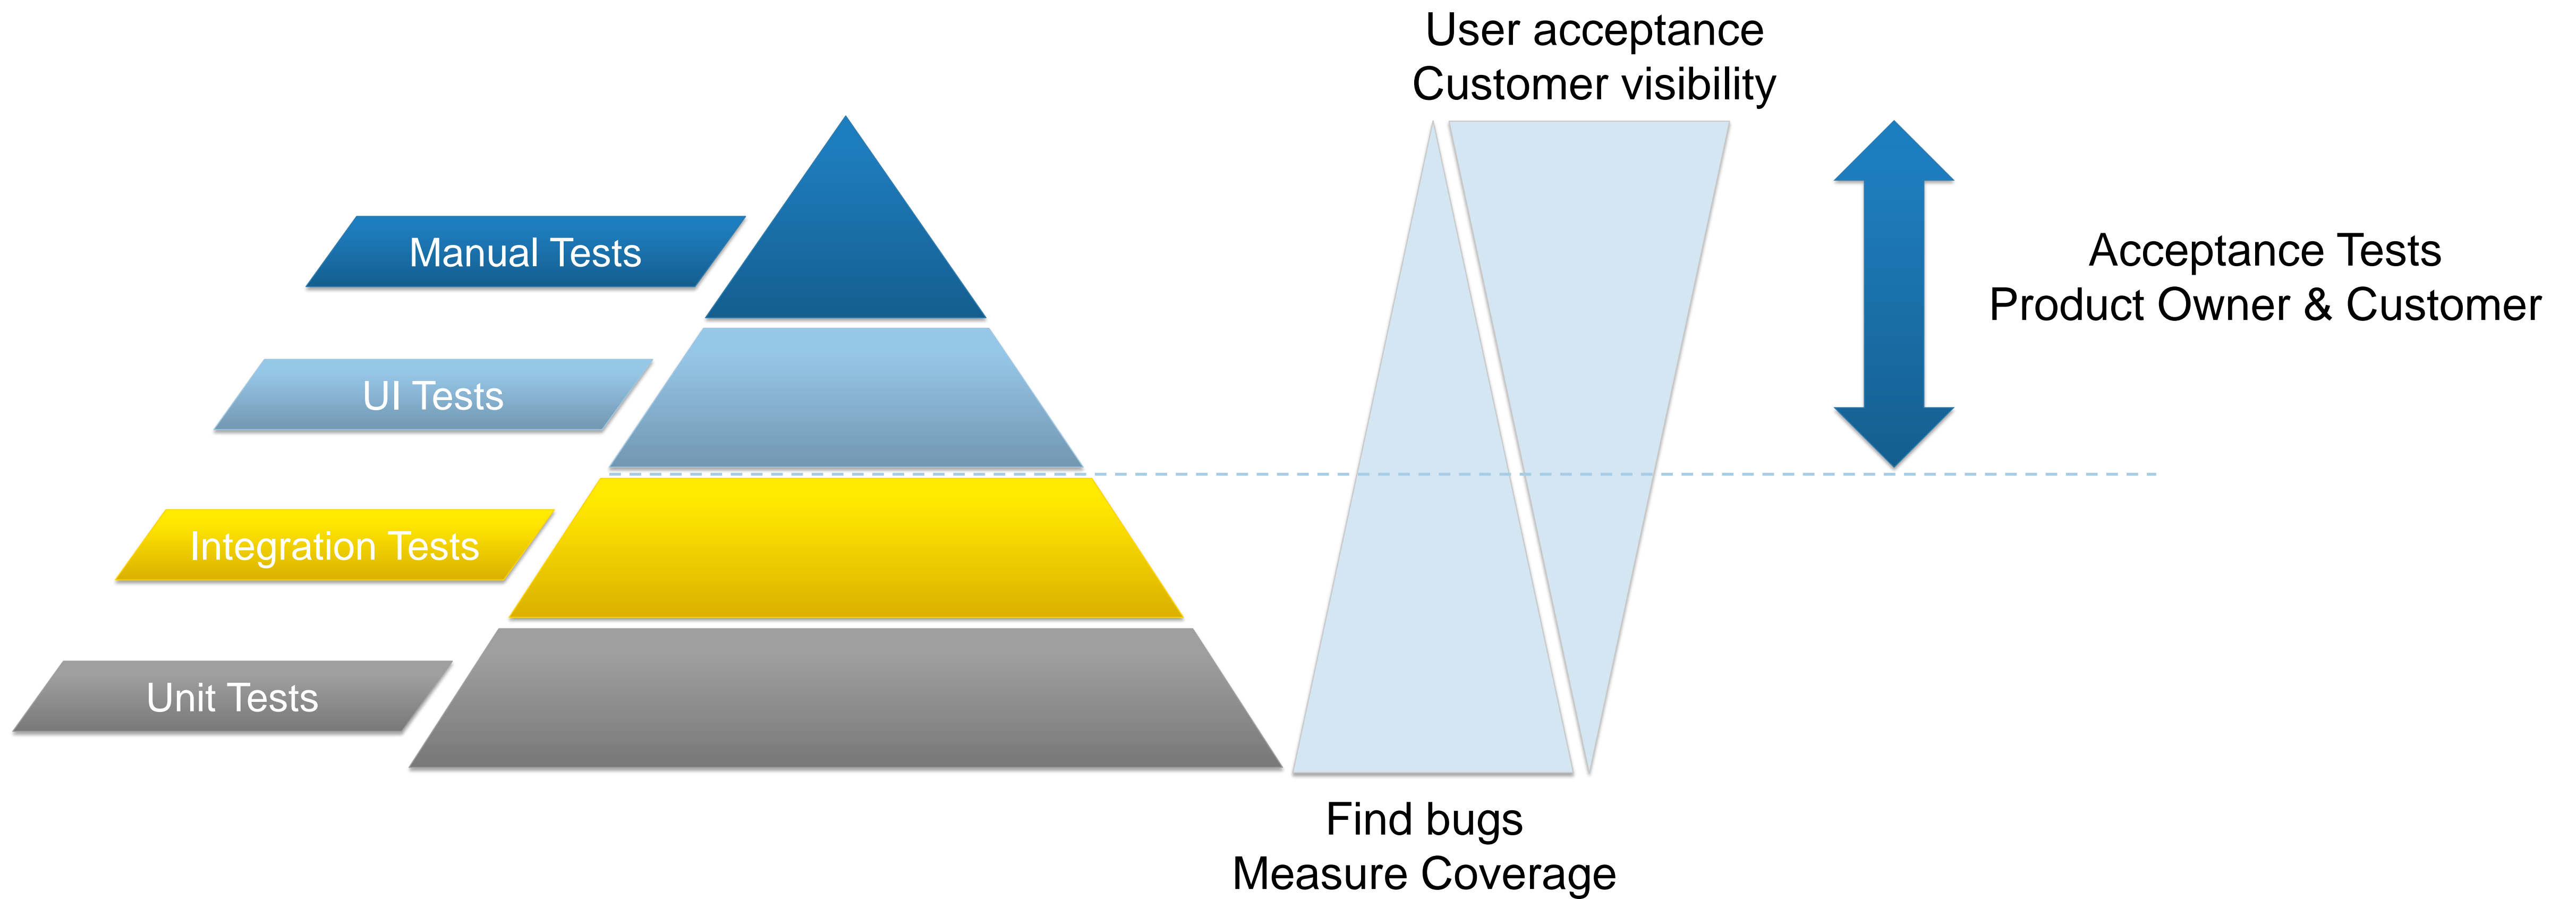 User acceptance
Customer visibility
Manual Tests
Acceptance Tests
Product Owner & Customer
UI Tests
Integration Tests
Unit Tests
Find bugs
Measure Coverage